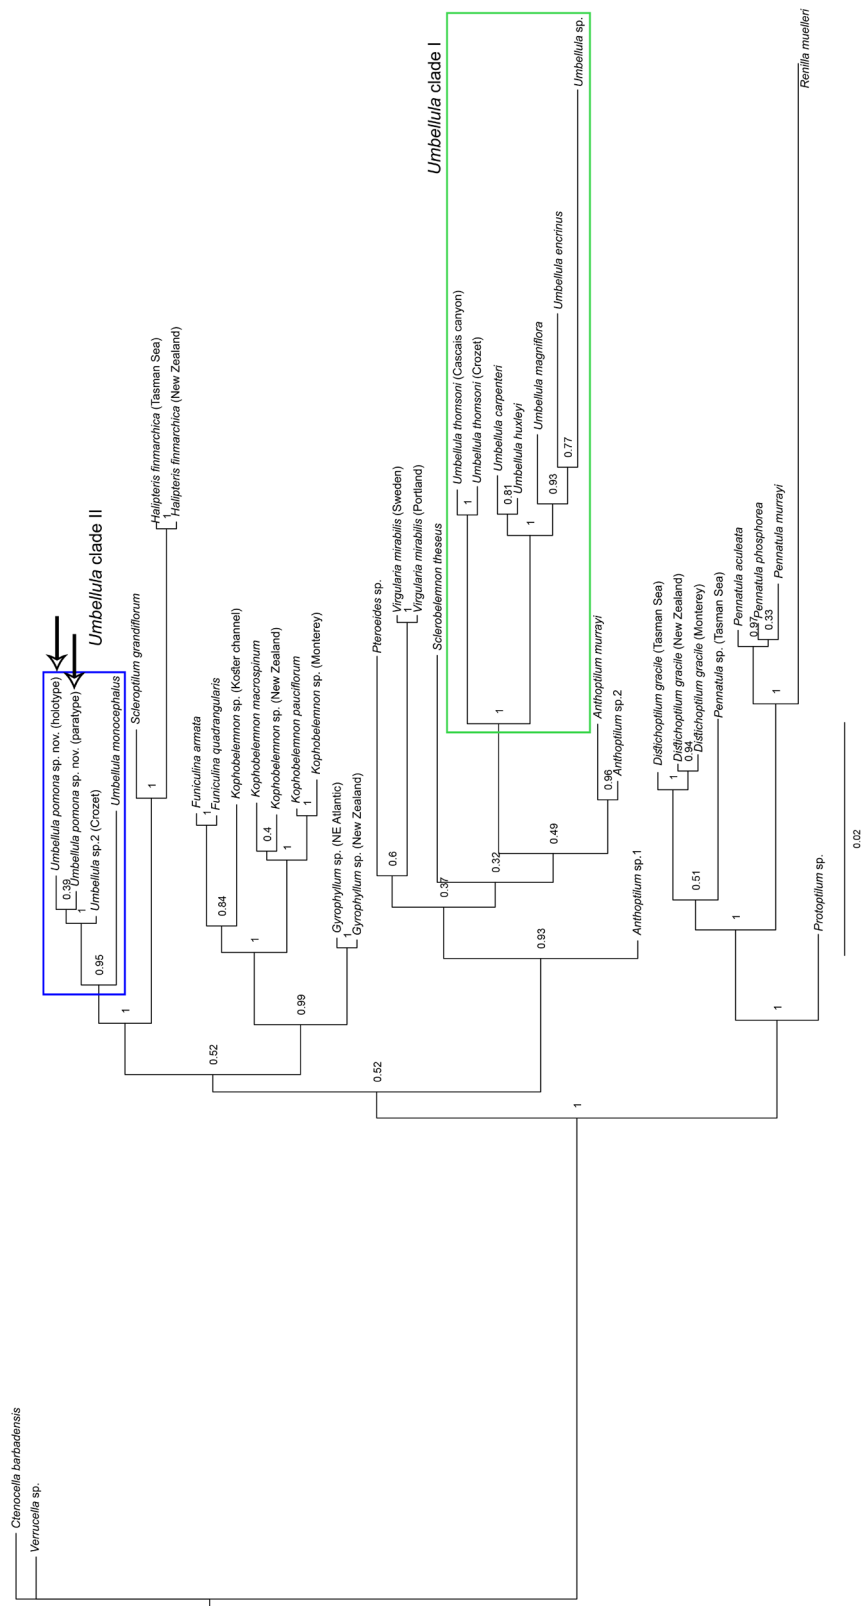 Ctenocella barbadensis
Verrucella sp.
Umbellula clade II
Umbellula pomona sp. nov. (holotype)
0.39
Umbellula pomona sp. nov. (paratype)
1
Umbellula sp.2 (Crozet)
0.95
Umbellula monocephalus
1
Scleroptilum grandiflorum
1
Halipteris finmarchica (Tasman Sea)
1
Halipteris finmarchica (New Zealand)
0.52
Funiculina armata
1
Funiculina quadrangularis
0.84
Kophobelemnon sp. (Koster channel)
1
Kophobelemnon macrospinum
0.4
Kophobelemnon sp. (New Zealand)
1
Kophobelemnon pauciflorum
1
Kophobelemnon sp. (Monterey)
0.99
Gyrophyllum sp. (NE Atlantic)
1
Gyrophyllum sp. (New Zealand)
0.52
Pteroeides sp.
0.6
Virgularia mirabilis (Sweden)
1
Virgularia mirabilis (Portland)
0.37
Sclerobelemnon theseus
0.32
Umbellula clade I
Umbellula thomsoni (Cascais canyon)
1
Umbellula thomsoni (Crozet)
1
Umbellula carpenteri
0.81
Umbellula huxleyi
1
Umbellula magniflora
0.93
Umbellula encrinus
0.77
Umbellula sp.
0.49
Anthoptilum murrayi
0.96
Anthoptilum sp.2
0.93
Anthoptilum sp.1
1
Distichoptilum gracile (Tasman Sea)
1
Distichoptilum gracile (New Zealand)
0.94
Distichoptilum gracile (Monterey)
0.51
Pennatula sp. (Tasman Sea)
1
Pennatula aculeata
0.97
Pennatula phosphorea
0.33
Pennatula murrayi
1
Renilla muelleri
1
Protoptilum sp.
0.02